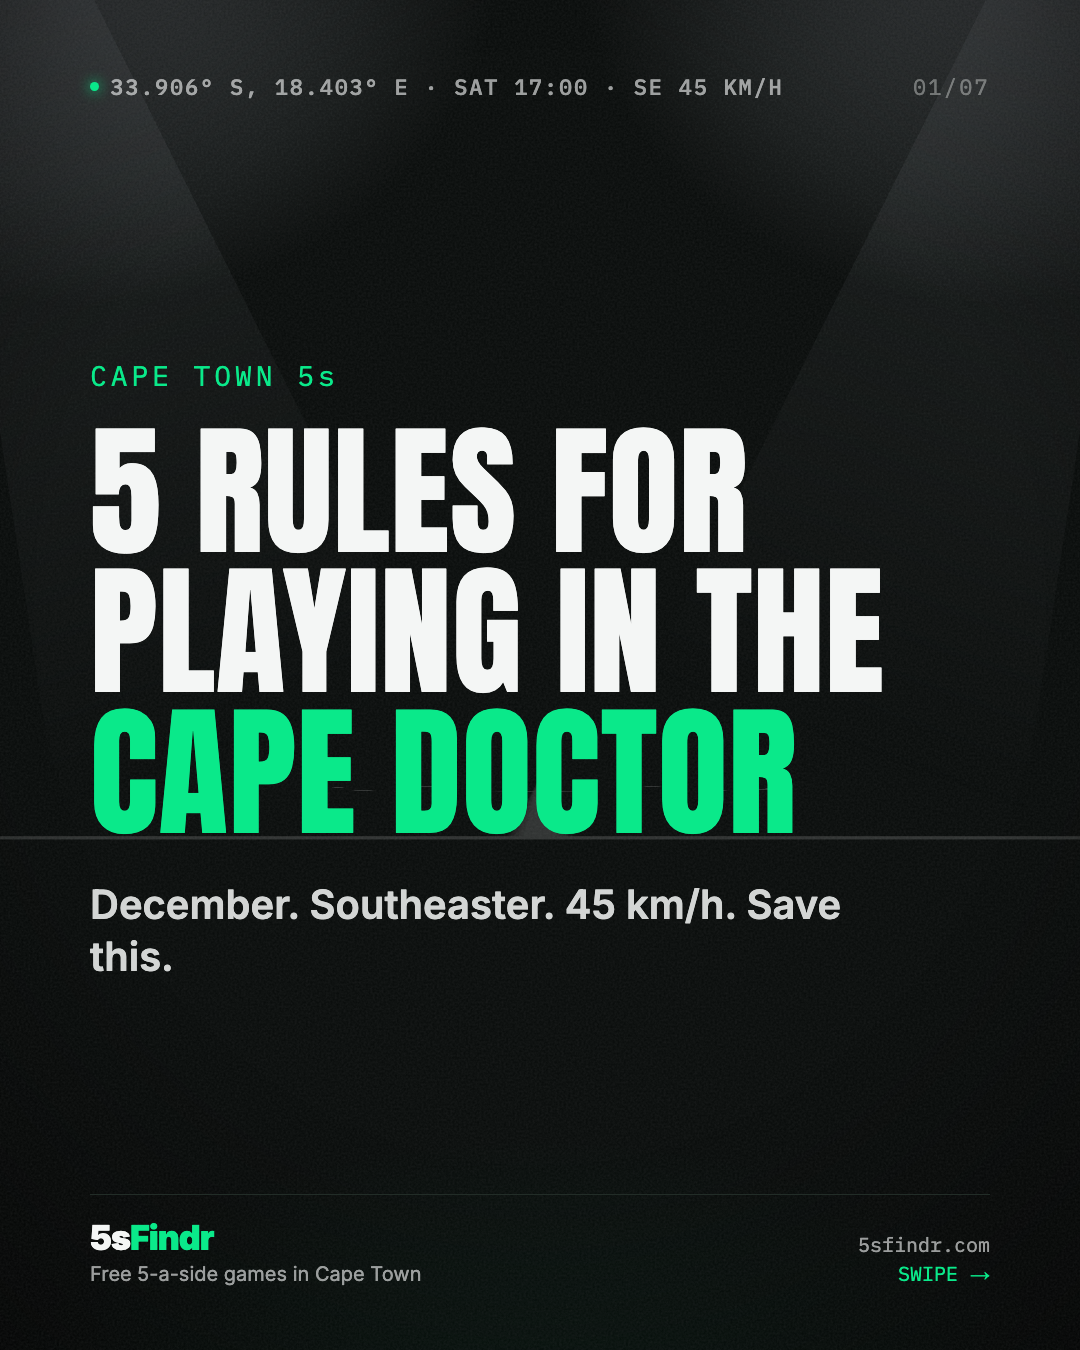 33.906° S, 18.403° E · SAT 17:00 · SE 45 KM/H
01/07
CAPE TOWN 5s
5 RULES FOR
PLAYING IN THE
CAPE DOCTOR
December. Southeaster. 45 km/h. Save
this.
5sFindr
Free 5-a-side games in Cape Town
5sfindr.com
SWIPE →